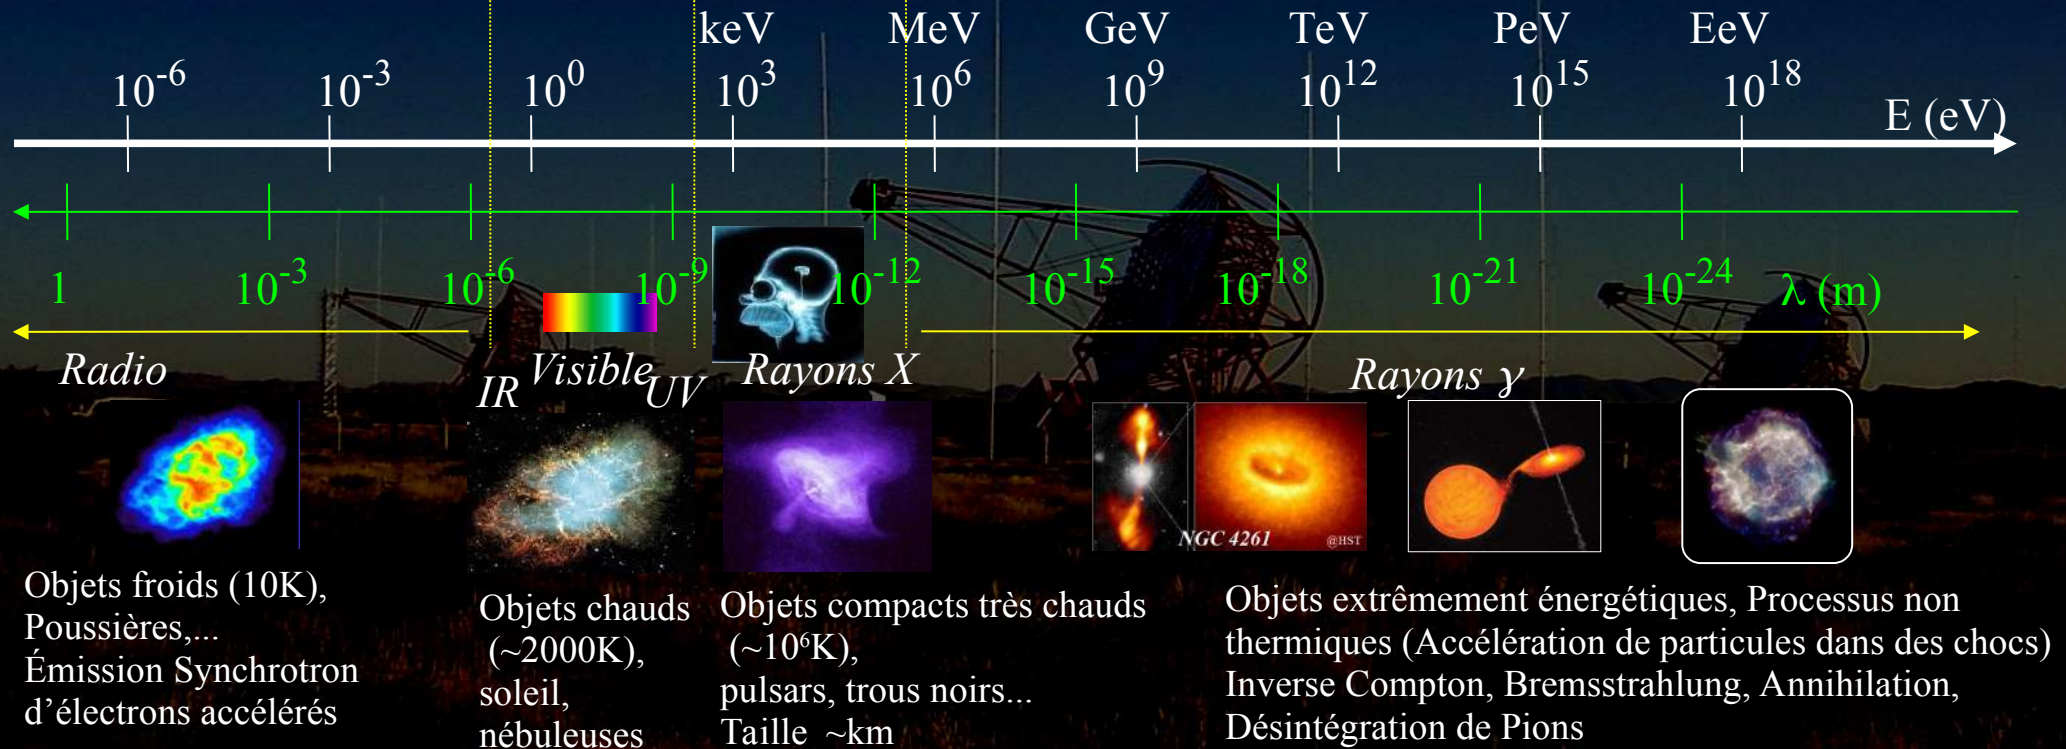 keV MeV GeV TeV PeV EeV
10⁻⁶ 10⁻³ 10⁰ 10³ 10⁶ 10⁹ 10¹² 10¹⁵ 10¹⁸
E (eV)
1 10⁻³ 10⁻⁶ 10⁻⁹ 10⁻¹² 10⁻¹⁵ 10⁻¹⁸ 10⁻²¹ 10⁻²⁴ λ (m)
Radio IR Visible UV Rayons X Rayons γ
NGC 4261 @HST
Objets froids (10K),
Poussières,...
Émission Synchrotron
d’électrons accélérés
Objets chauds
(~2000K),
soleil,
nébuleuses
Objets compacts très chauds
(~10⁶K),
pulsars, trous noirs...
Taille ~km
Objets extrêmement énergétiques, Processus non
thermiques (Accélération de particules dans des chocs)
Inverse Compton, Bremsstrahlung, Annihilation,
Désintégration de Pions